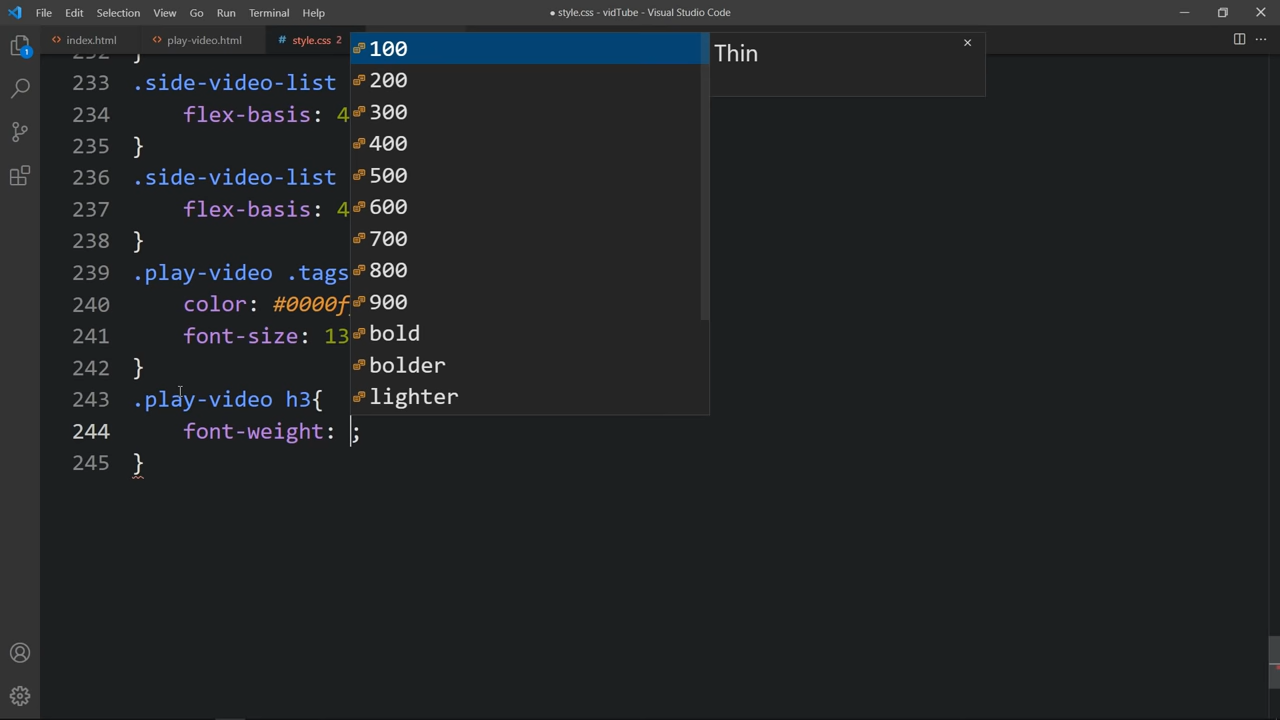 File Edit Selection View Go Run Terminal Help
● style.css - vidTube - Visual Studio Code
1
index.html
play-video.html
# style.css 2
232 }
233 .side-video-list
234 flex-basis: 4
235 }
236 .side-video-list
237 flex-basis: 4
238 }
239 .play-video .tags
240 color: #0000f
241 font-size: 13
242 }
243 .play-video h3{
244 font-weight: ;
245 }
100
200
300
400
500
600
700
800
900
bold
bolder
lighter
Thin